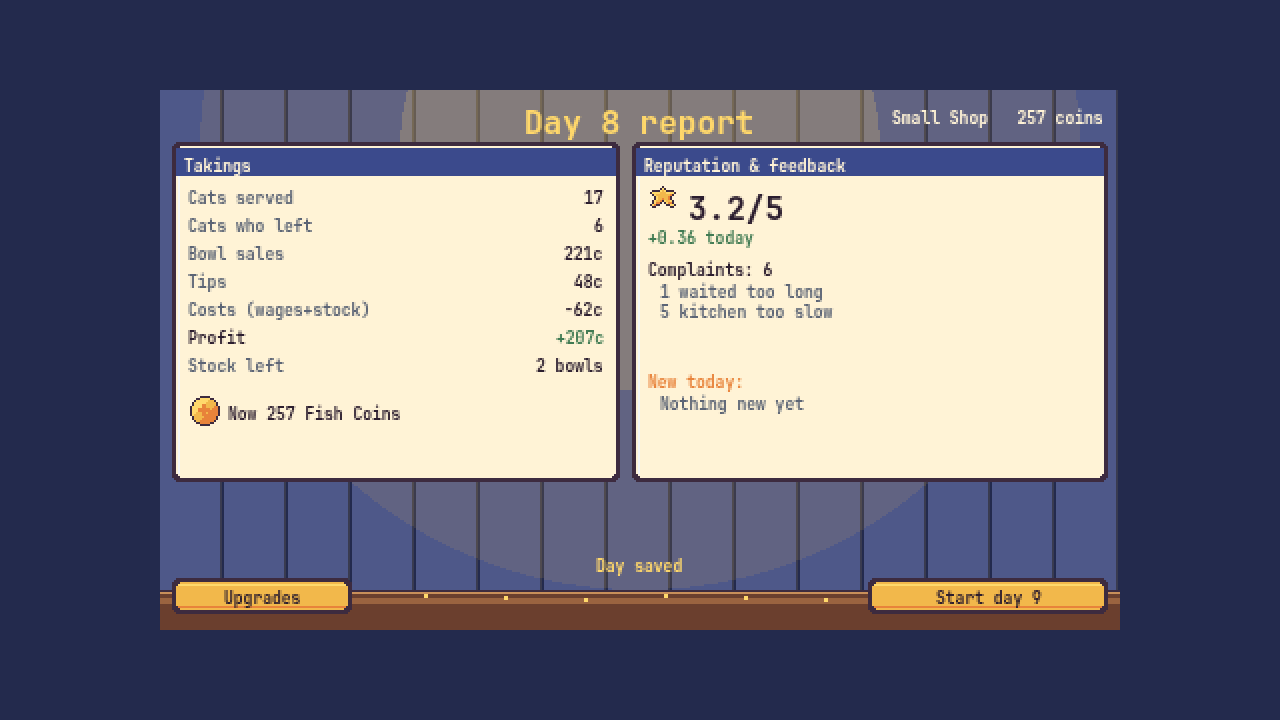 Day 8 report
Small Shop 257 coins
Takings
Cats served 17
Cats who left 6
Bowl sales 221c
Tips 48c
Costs (wages+stock) -62c
Profit +207c
Stock left 2 bowls
Now 257 Fish Coins
Reputation & feedback
3.2/5
+0.36 today
Complaints: 6
1 waited too long
5 kitchen too slow
New today:
Nothing new yet
Day saved
Upgrades
Start day 9